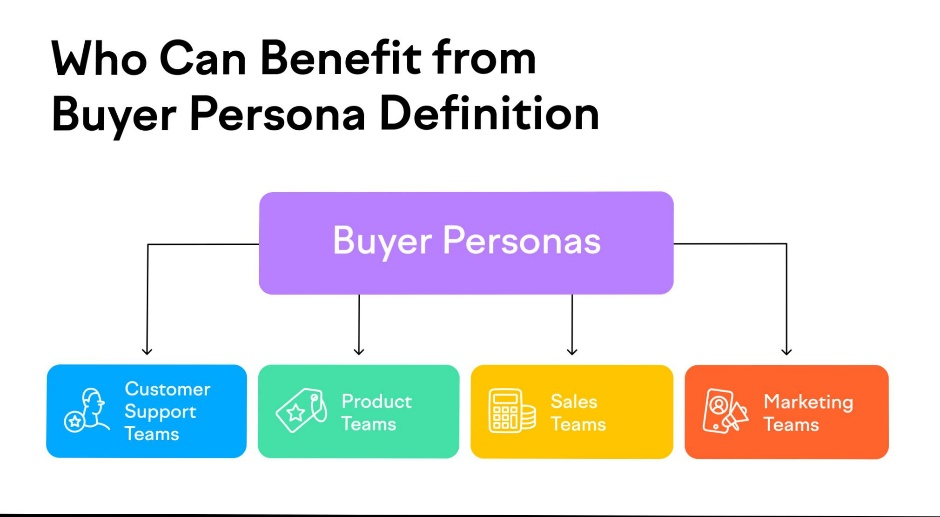 Who Can Benefit from
Buyer Persona Definition
Buyer Personas
Customer
Support
Teams
Product
Teams
Sales
Teams
Marketing
Teams